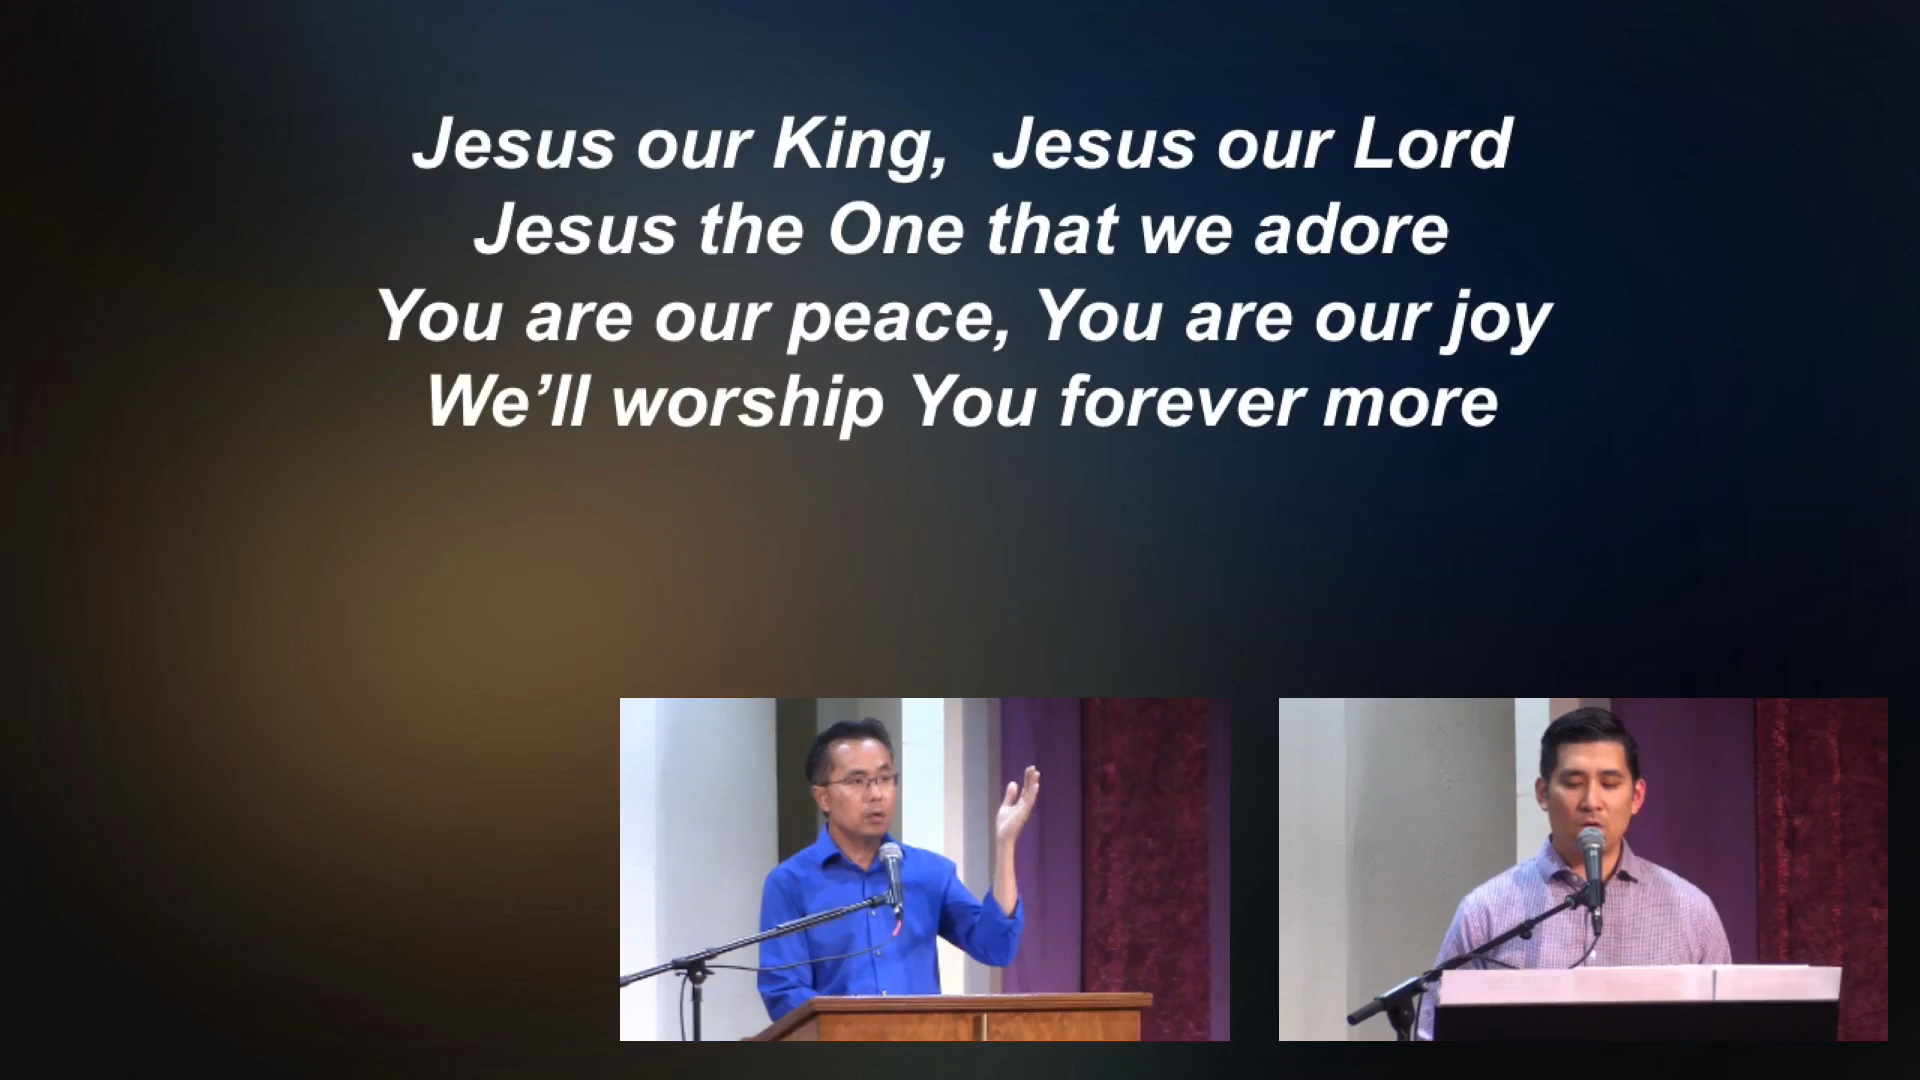 Jesus our King,  Jesus our Lord
Jesus the One that we adore
You are our peace, You are our joy
We’ll worship You forever more